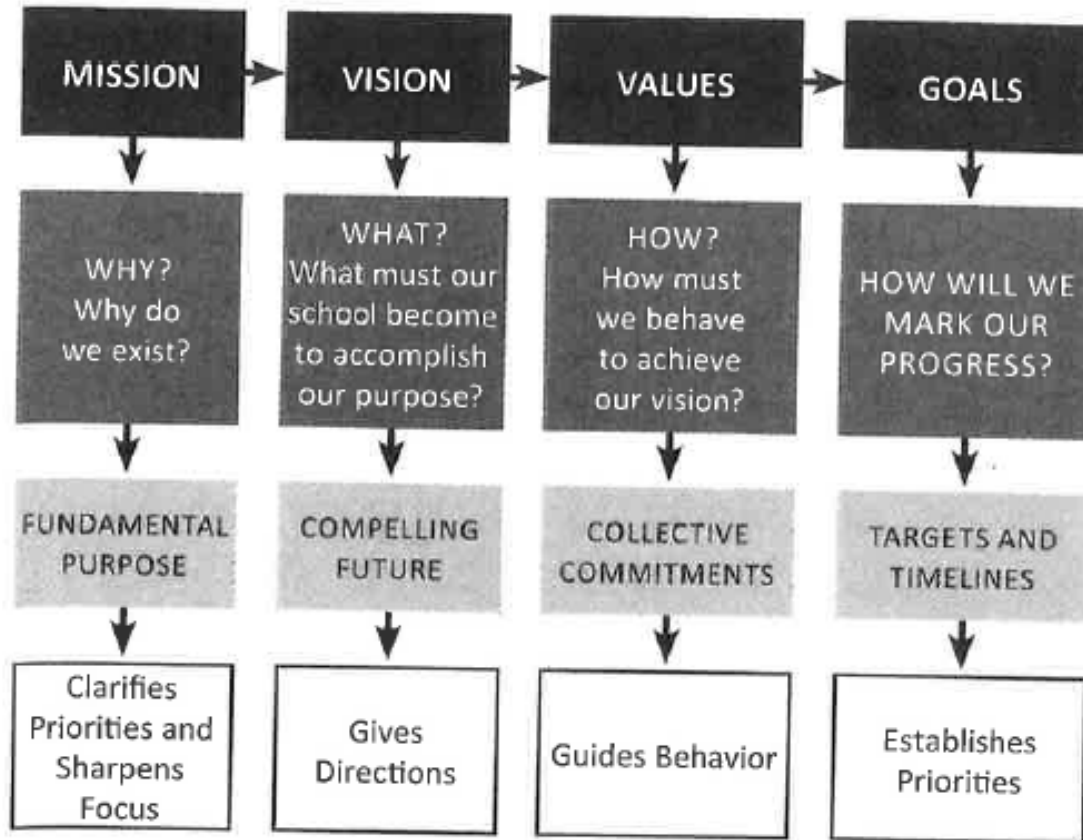 MISSION
VISION
VALUES
GOALS
WHY?
Why do
we exist?
WHAT?
What must our
school become
to accomplish
our purpose?
HOW?
How must
we behave
to achieve
our vision?
HOW WILL WE
MARK OUR
PROGRESS?
FUNDAMENTAL
PURPOSE
COMPELLING
FUTURE
COLLECTIVE
COMMITMENTS
TARGETS AND
TIMELINES
Clarifies
Priorities and
Sharpens
Focus
Gives
Directions
Guides Behavior
Establishes
Priorities